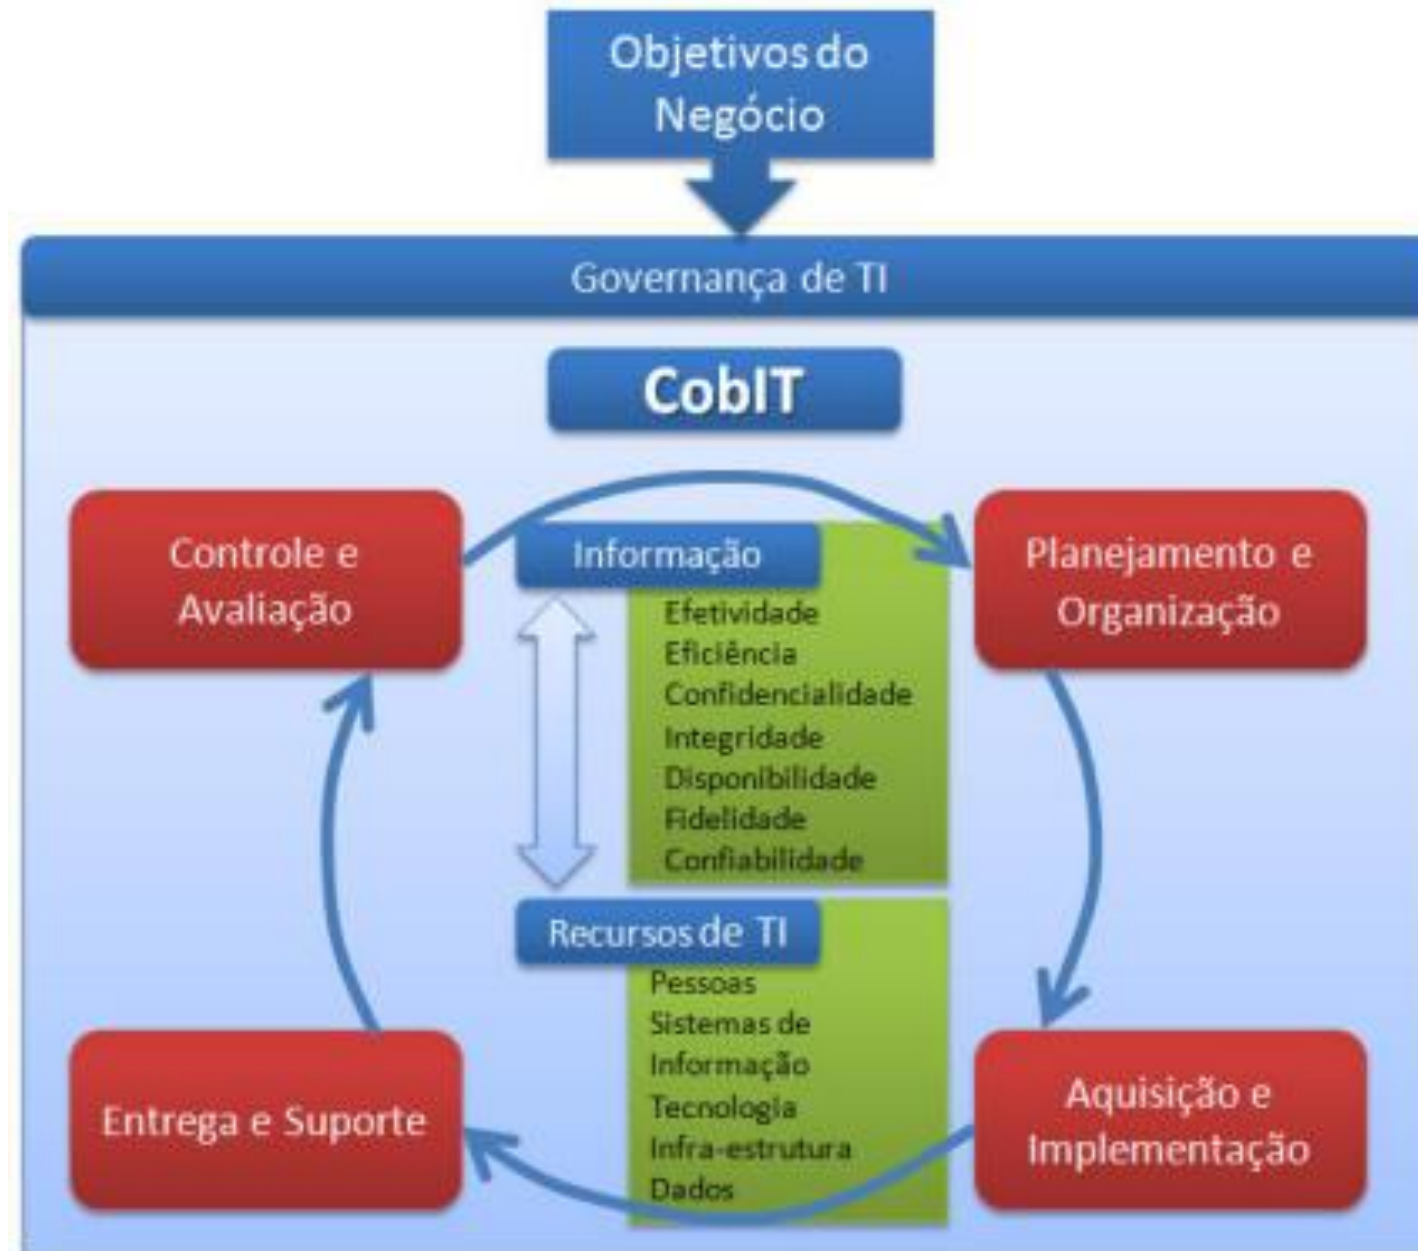 Objetivos do
Negócio
Governança de TI
CobIT
Controle e
Avaliação
Informação
Efetividade
Eficiência
Confidencialidade
Integridade
Disponibilidade
Fidelidade
Confiabilidade
Planejamento e
Organização
Recursos de TI
Pessoas
Sistemas de
Informação
Tecnologia
Infra-estrutura
Dados
Entrega e Suporte
Aquisição e
Implementação